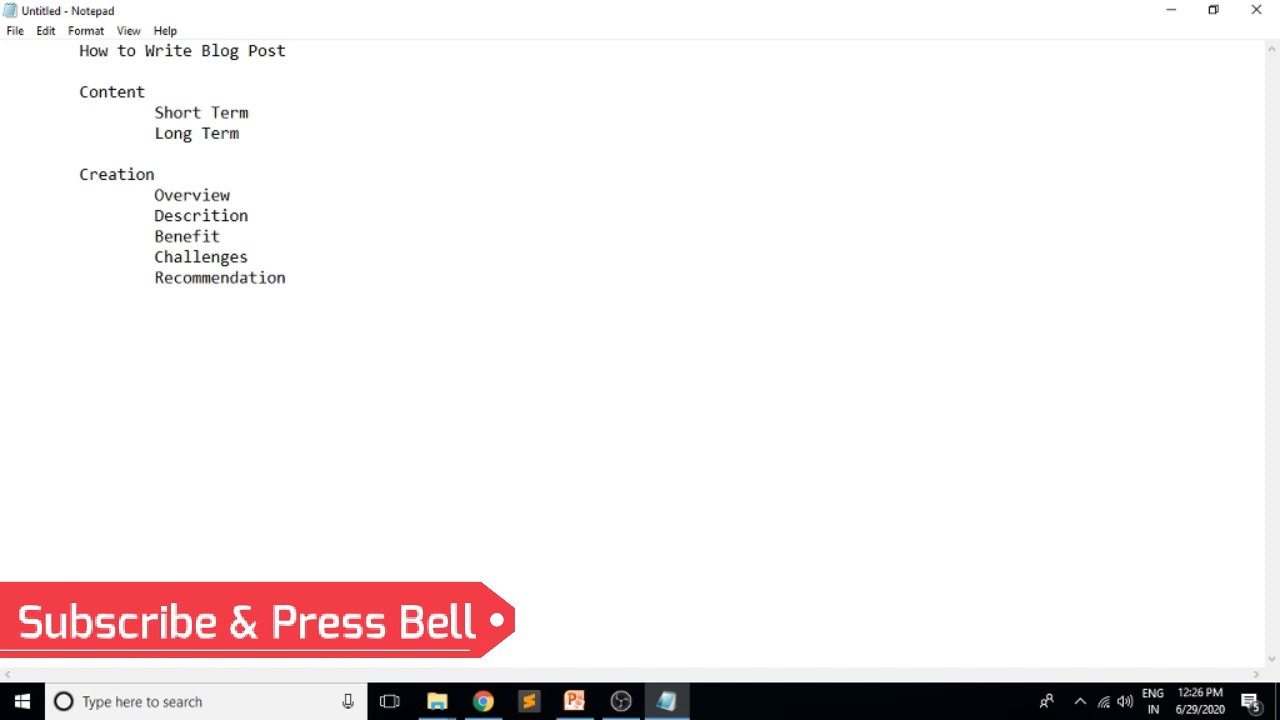 Untitled - Notepad
File Edit Format View Help
How to Write Blog Post
Content
Short Term
Long Term
Creation
Overview
Descrition
Benefit
Challenges
Recommendation
Subscribe & Press Bell
Type here to search
ENG
IN
12:26 PM
6/29/2020
5